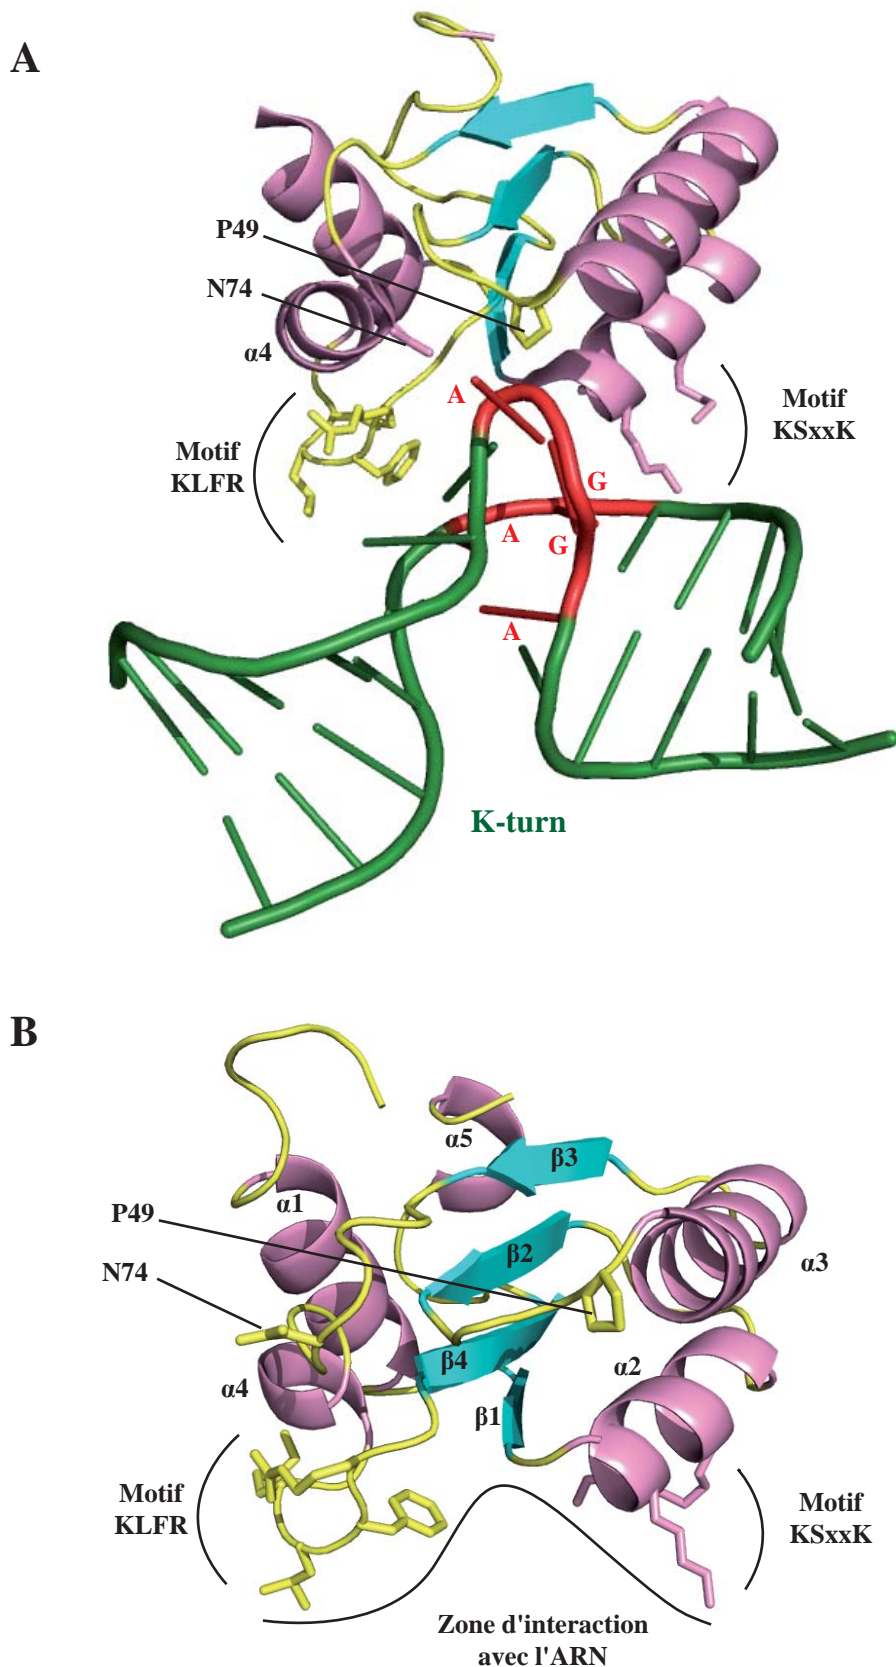 A
P49
N74
α4
Motif
KLFR
Motif
KSxxK
A
G
A
G
A
K-turn
B
α5
β3
α1
P49
β2
N74
α3
β4
α4
α2
β1
Motif
KLFR
Motif
KSxxK
Zone d'interaction
avec l'ARN